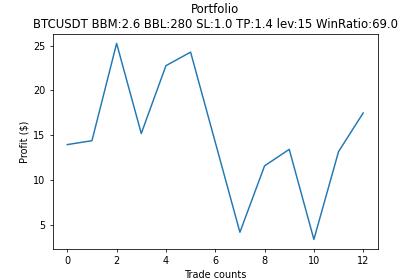 Portfolio
BTCUSDT BBM:2.6 BBL:280 SL:1.0 TP:1.4 lev:15 WinRatio:69.0
25
20
15
10
5
Profit ($)
0 2 4 6 8 10 12
Trade counts